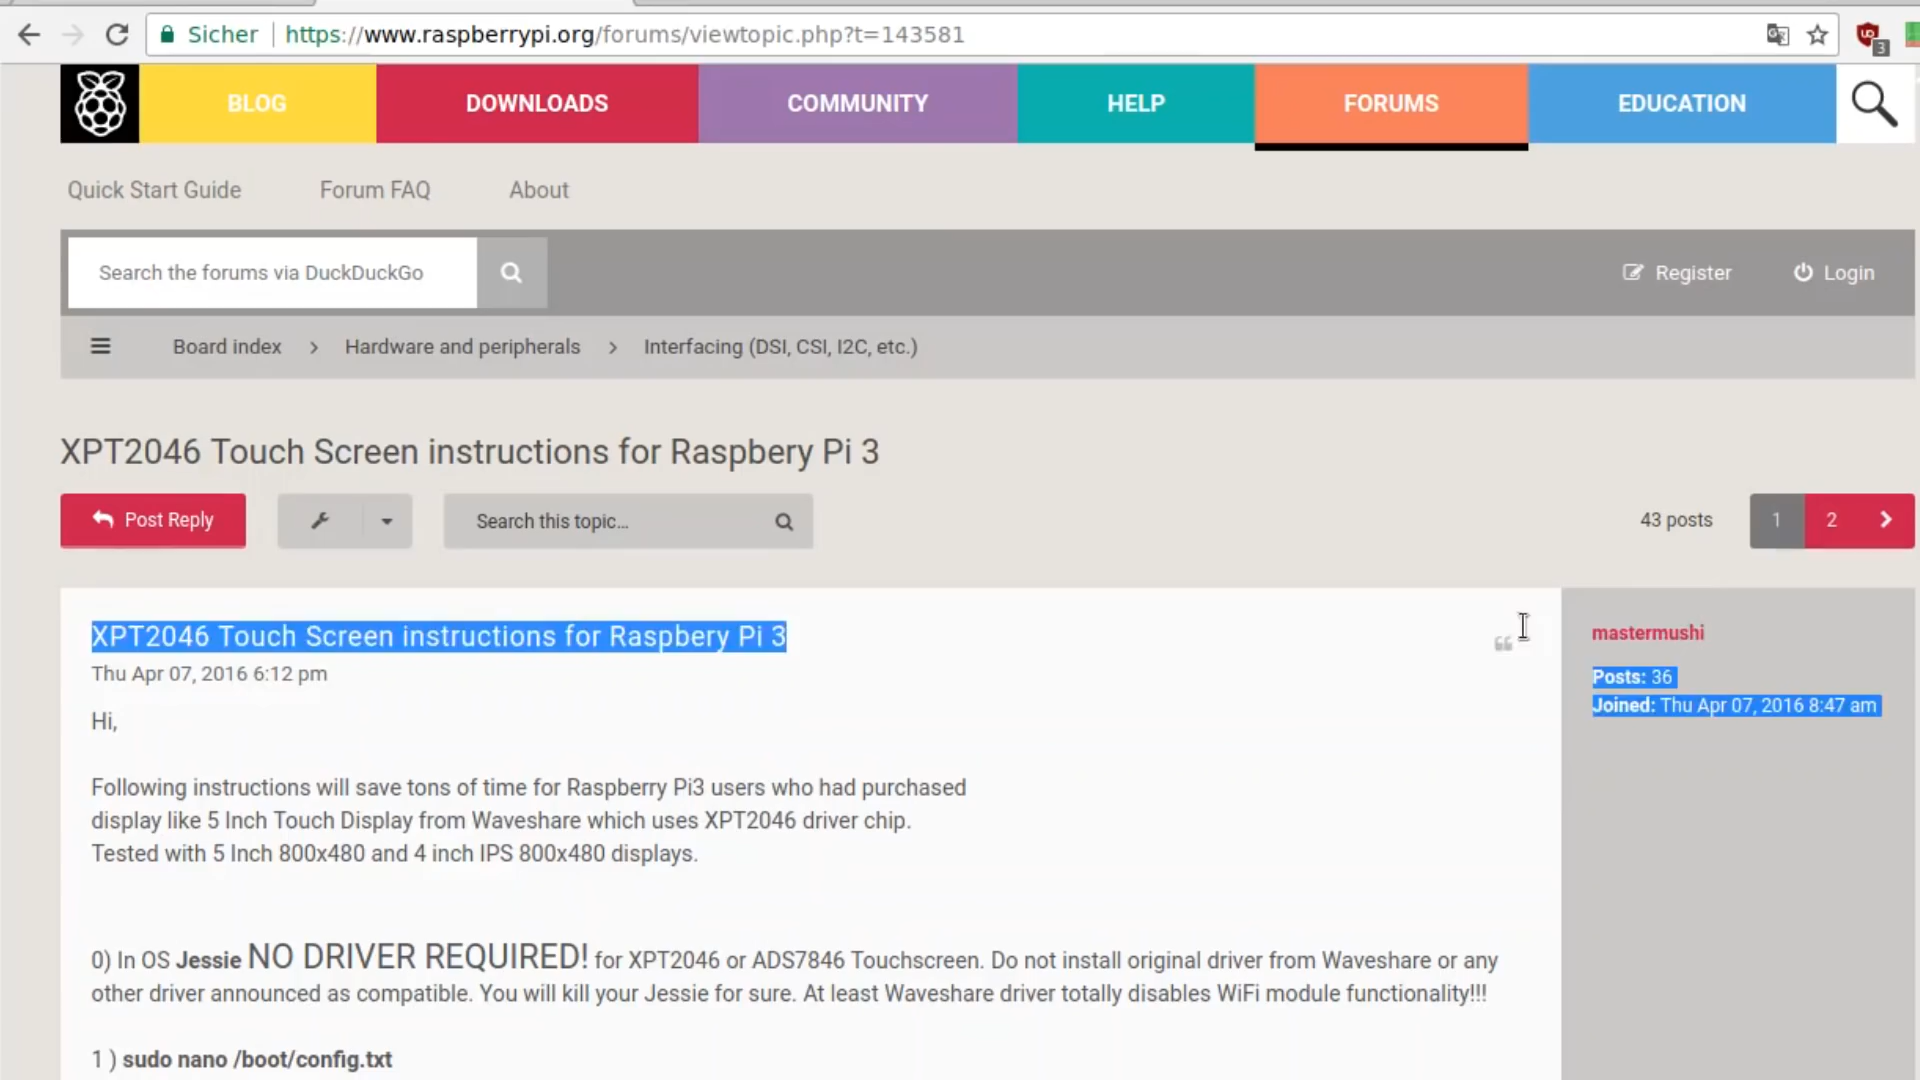 Sicher https://www.raspberrypi.org/forums/viewtopic.php?t=143581
3
BLOG DOWNLOADS COMMUNITY HELP FORUMS EDUCATION
Quick Start Guide Forum FAQ About
Search the forums via DuckDuckGo Register Login
Board index > Hardware and peripherals > Interfacing (DSI, CSI, I2C, etc.)
XPT2046 Touch Screen instructions for Raspbery Pi 3
Post Reply Search this topic... 43 posts 1 2
XPT2046 Touch Screen instructions for Raspbery Pi 3
Thu Apr 07, 2016 6:12 pm
Hi,
Following instructions will save tons of time for Raspberry Pi3 users who had purchased
display like 5 Inch Touch Display from Waveshare which uses XPT2046 driver chip.
Tested with 5 Inch 800x480 and 4 inch IPS 800x480 displays.
0) In OS Jessie NO DRIVER REQUIRED! for XPT2046 or ADS7846 Touchscreen. Do not install original driver from Waveshare or any
other driver announced as compatible. You will kill your Jessie for sure. At least Waveshare driver totally disables WiFi module functionality!!!
1 ) sudo nano /boot/config.txt
mastermushi
Posts: 36
Joined: Thu Apr 07, 2016 8:47 am